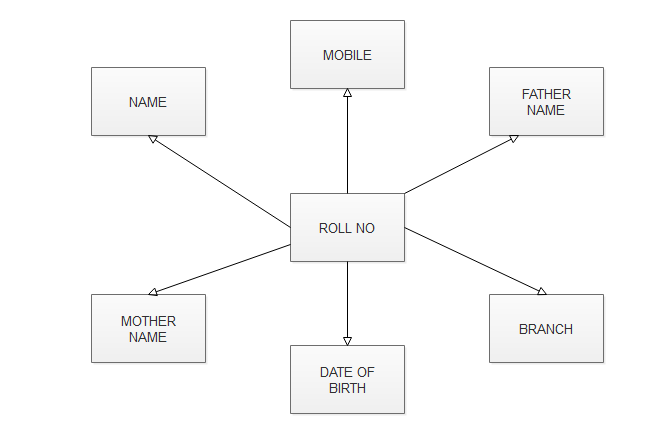 MOBILE
NAME
FATHER
NAME
ROLL NO
MOTHER
NAME
BRANCH
DATE OF
BIRTH